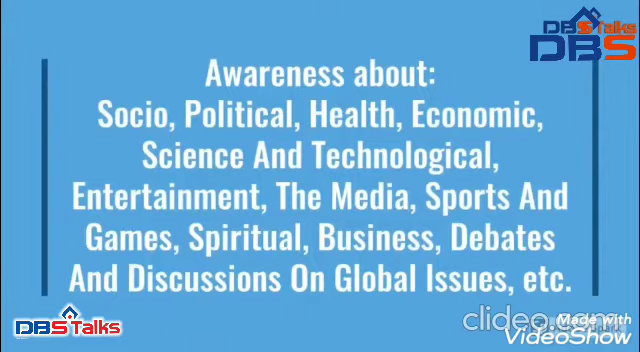 DBS Talks
DBS
Awareness about:
Socio, Political, Health, Economic,
Science And Technological,
Entertainment, The Media, Sports And
Games, Spiritual, Business, Debates
And Discussions On Global Issues, etc.
DBS Talks
clideo.com
Made with
VideoShow